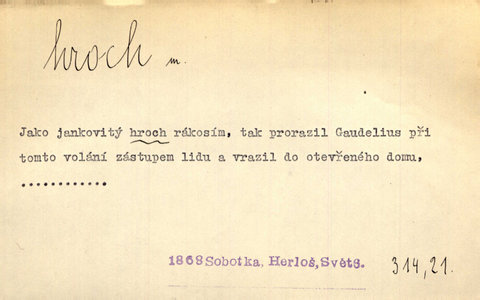 hroch m.
Jako jankovitý hroch rákosím, tak prorazil Gaudelius při
tomto volání zástupem lidu a vrazil do otevřeného domu,
............
1868 Sobotka, Herloš, Světs. 314,21.